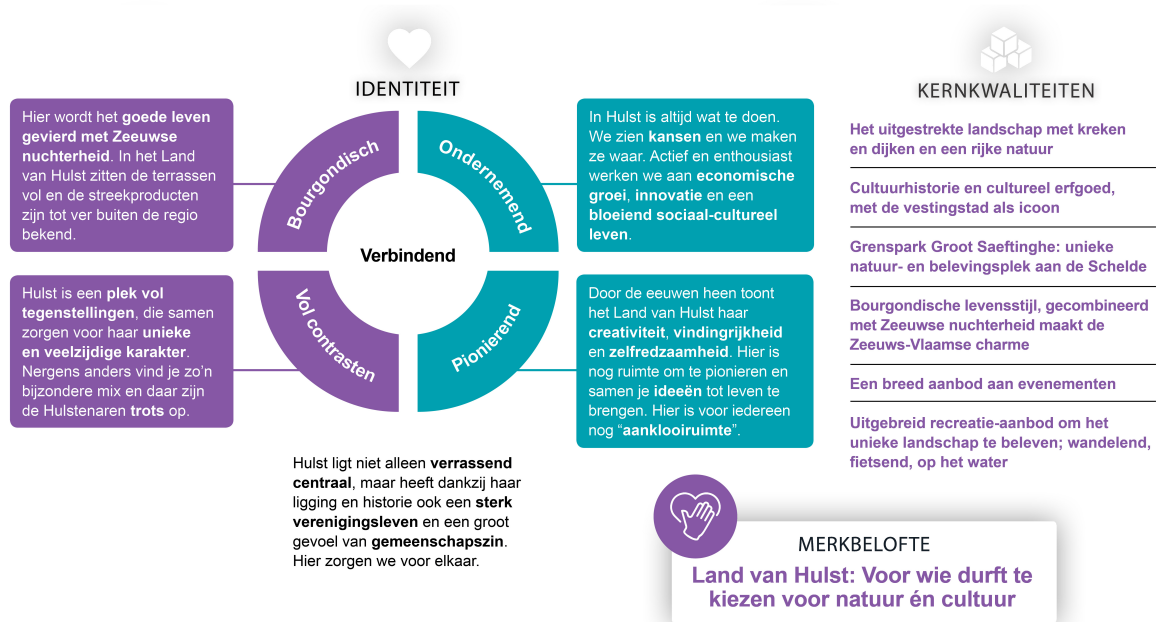 IDENTITEIT
Hier wordt het goede leven
gevierd met Zeeuwse
nuchterheid. In het Land
van Hulst zitten de terrassen
vol en de streekproducten
zijn tot ver buiten de regio
bekend.
Bourgondisch
Ondernemend
In Hulst is altijd wat te doen.
We zien kansen en we maken
ze waar. Actief en enthousiast
werken we aan economische
groei, innovatie en een
bloeiend sociaal-cultureel
leven.
Verbindend
Hulst is een plek vol
tegenstellingen, die samen
zorgen voor haar unieke
en veelzijdige karakter.
Nergens anders vind je zo’n
bijzondere mix en daar zijn
de Hulstenaren trots op.
Vol contrasten
Pionierend
Door de eeuwen heen toont
het Land van Hulst haar
creativiteit, vindingrijkheid
en zelfredzaamheid. Hier is
nog ruimte om te pionieren en
samen je ideeën tot leven te
brengen. Hier is voor iedereen
nog “aanklooiruimte”.
Hulst ligt niet alleen verrassend
centraal, maar heeft dankzij haar
ligging en historie ook een sterk
verenigingsleven en een groot
gevoel van gemeenschapszin.
Hier zorgen we voor elkaar.
KERNKWALITEITEN
Het uitgestrekte landschap met kreken
en dijken en een rijke natuur
Cultuurhistorie en cultureel erfgoed,
met de vestingstad als icoon
Grenspark Groot Saeftinghe: unieke
natuur- en belevingsplek aan de Schelde
Bourgondische levensstijl, gecombineerd
met Zeeuwse nuchterheid maakt de
Zeeuws-Vlaamse charme
Een breed aanbod aan evenementen
Uitgebreid recreatie-aanbod om het
unieke landschap te beleven; wandelend,
fietsend, op het water
MERKBELOFTE
Land van Hulst: Voor wie durft te
kiezen voor natuur én cultuur